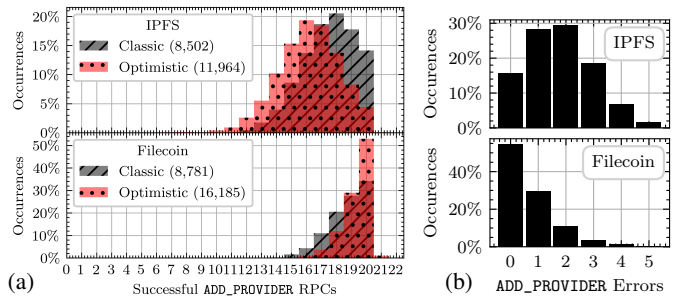 IPFS
Classic (8,502)
Optimistic (11,964)
Occurrences
20%
15%
10%
5%
0%
Filecoin
Classic (8,781)
Optimistic (16,185)
Occurrences
50%
40%
30%
20%
10%
0%
0 1 2 3 4 5 6 7 8 9 10 11 12 13 14 15 16 17 18 19 20 21 22
Successful ADD_PROVIDER RPCs
(a)
IPFS
Occurences
30%
20%
10%
0%
Filecoin
Occurences
40%
20%
0%
0 1 2 3 4 5
ADD_PROVIDER Errors
(b)